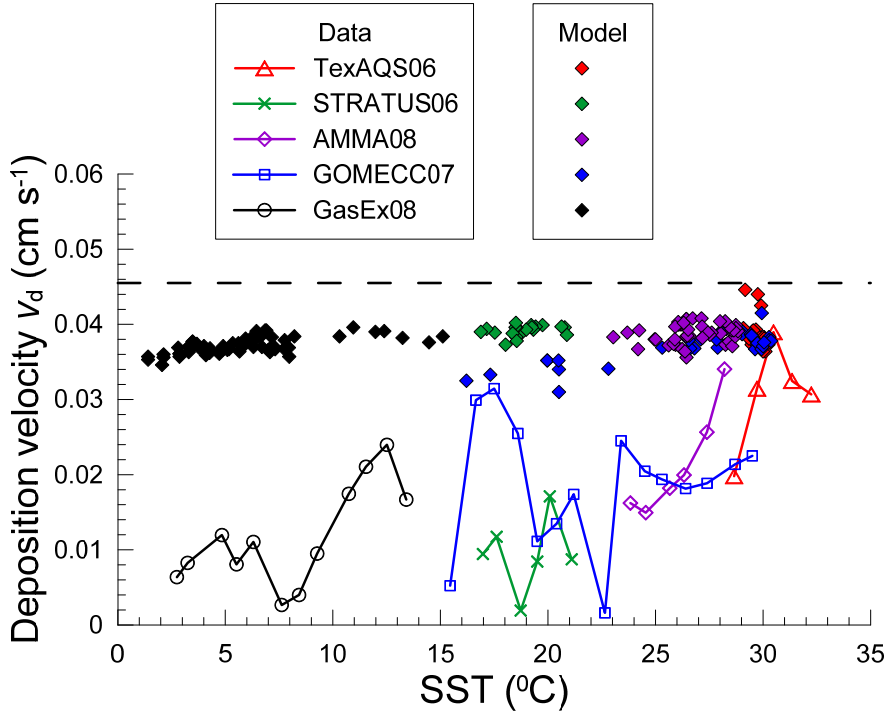 Data
TexAQS06
STRATUS06
AMMA08
GOMECC07
GasEx08
Model
Deposition velocity vd (cm s-1)
0.06
0.05
0.04
0.03
0.02
0.01
0
0 5 10 15 20 25 30 35
SST (0C)